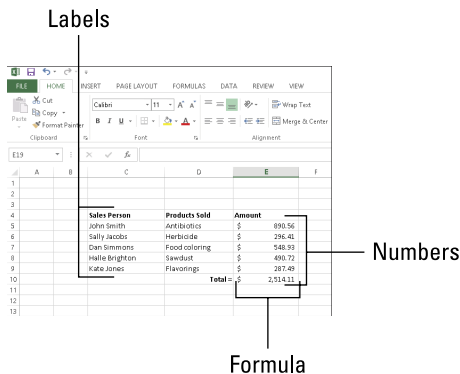 Labels
FILE HOME INSERT PAGE LAYOUT FORMULAS DATA REVIEW VIEW
Cut
Calibri 11 A A Wrap Text
Copy
Paste B I U A Merge & Center
Format Painter
Clipboard Font Alignment
E19 fx
A B C D E F
1
2
3
4 Sales Person Products Sold Amount
5 John Smith Antibiotics $ 890.56
6 Sally Jacobs Herbicide $ 296.41
7 Dan Simmons Food coloring $ 548.93
8 Halle Brighton Sawdust $ 490.72
9 Kate Jones Flavorings $ 287.49
10 Total = $ 2,514.11
11
12
13
Numbers
Formula